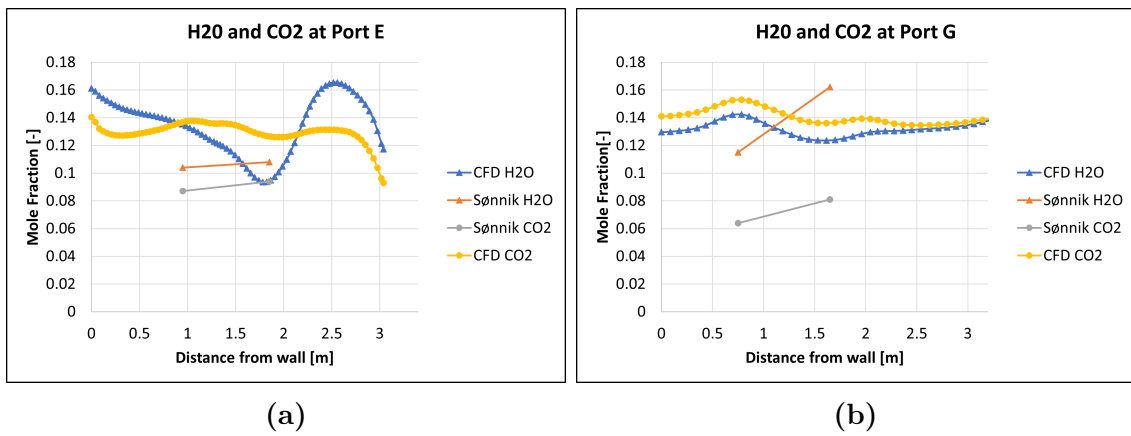 H20 and CO2 at Port E
Mole Fraction [-]
0.18
0.16
0.14
0.12
0.1
0.08
0.06
0.04
0.02
0
0 0.5 1 1.5 2 2.5 3
Distance from wall [m]
CFD H2O
Sønnik H2O
Sønnik CO2
CFD CO2
(a)
H20 and CO2 at Port G
Mole Fraction[-]
0.18
0.16
0.14
0.12
0.1
0.08
0.06
0.04
0.02
0
0 0.5 1 1.5 2 2.5 3
Distance from wall [m]
CFD H2O
Sønnik H2O
Sønnik CO2
CFD CO2
(b)